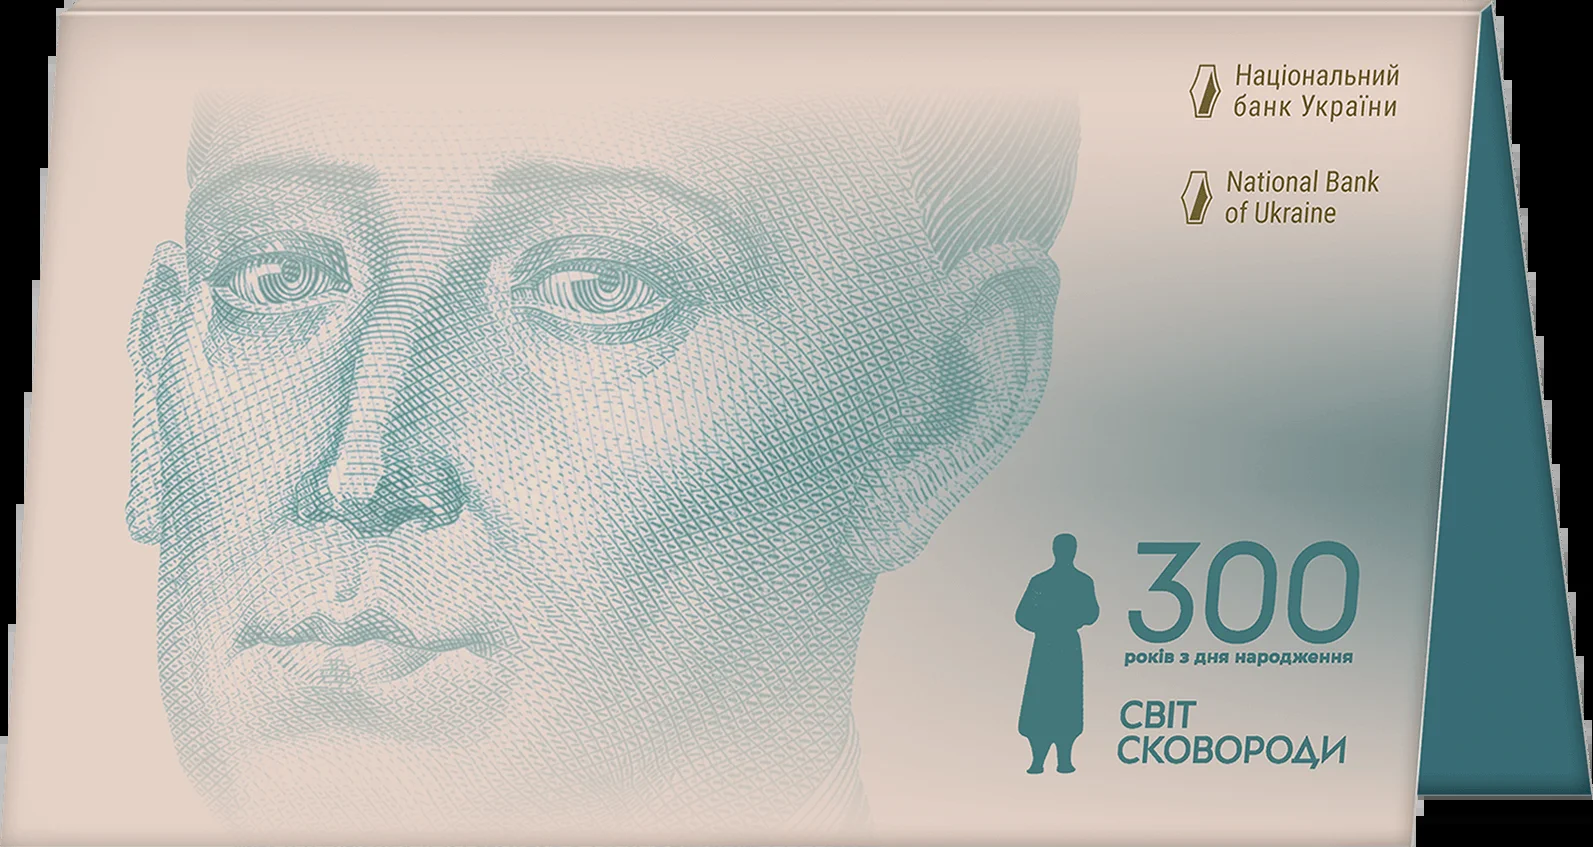 Національний
банк України
National Bank
of Ukraine
300
років з дня народження
СВІТ
СКОВОРОДИ